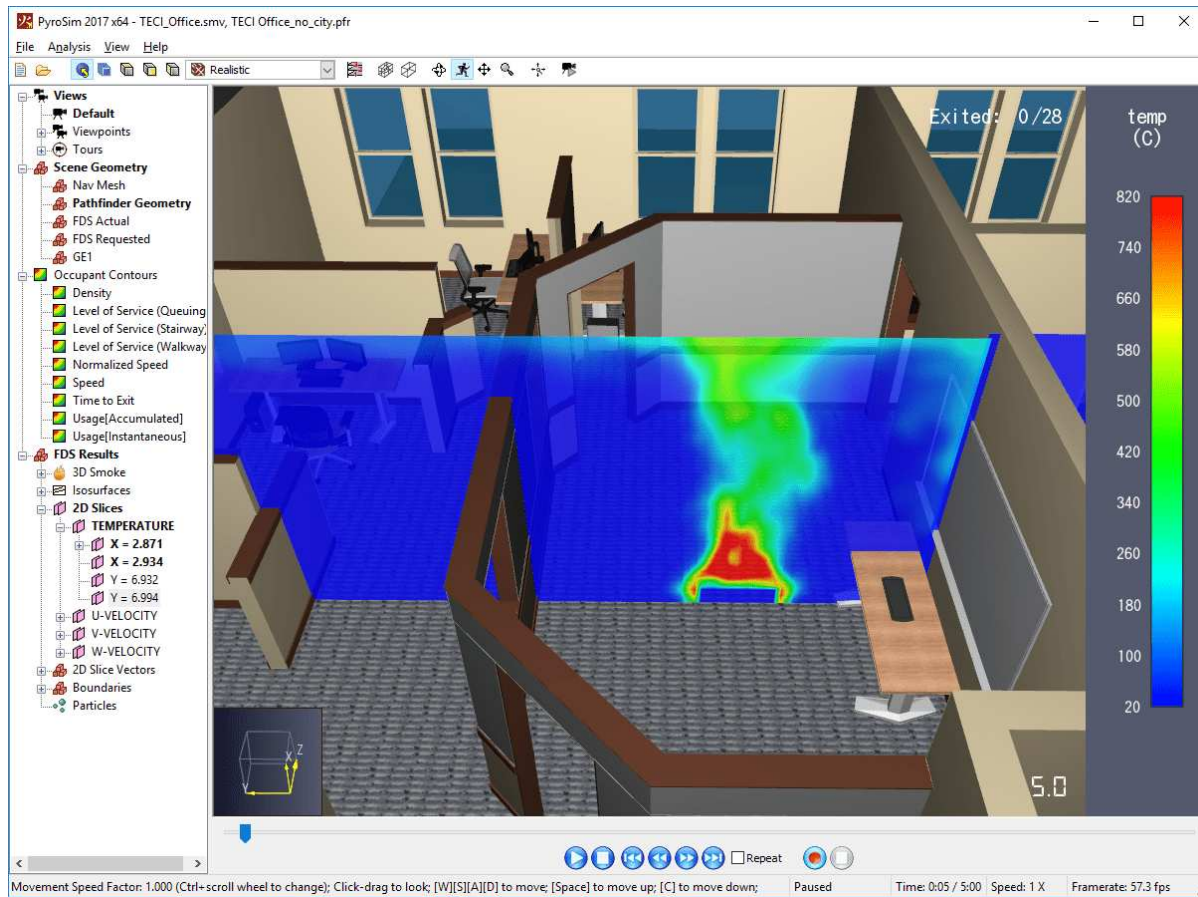 PyroSim 2017 x64 - TECI_Office.smv, TECI Office_no_city.pfr
File Analysis View Help
Realistic
Views
Default
Viewpoints
Tours
Scene Geometry
Nav Mesh
Pathfinder Geometry
FDS Actual
FDS Requested
GE1
Occupant Contours
Density
Level of Service (Queuing
Level of Service (Stairway)
Level of Service (Walkway
Normalized Speed
Speed
Time to Exit
Usage[Accumulated]
Usage[Instantaneous]
FDS Results
3D Smoke
Isosurfaces
2D Slices
TEMPERATURE
X = 2.871
X = 2.934
Y = 6.932
Y = 6.994
U-VELOCITY
V-VELOCITY
W-VELOCITY
2D Slice Vectors
Boundaries
Particles
Exited: 0/28
temp
(C)
820
740
660
580
500
420
340
260
180
100
20
X Z
Y
5.0
Repeat
Movement Speed Factor: 1.000 (Ctrl+scroll wheel to change); Click-drag to look; [W][S][A][D] to move; [Space] to move up; [C] to move down; Paused Time: 0:05 / 5:00 Speed: 1 X Framerate: 57.3 fps